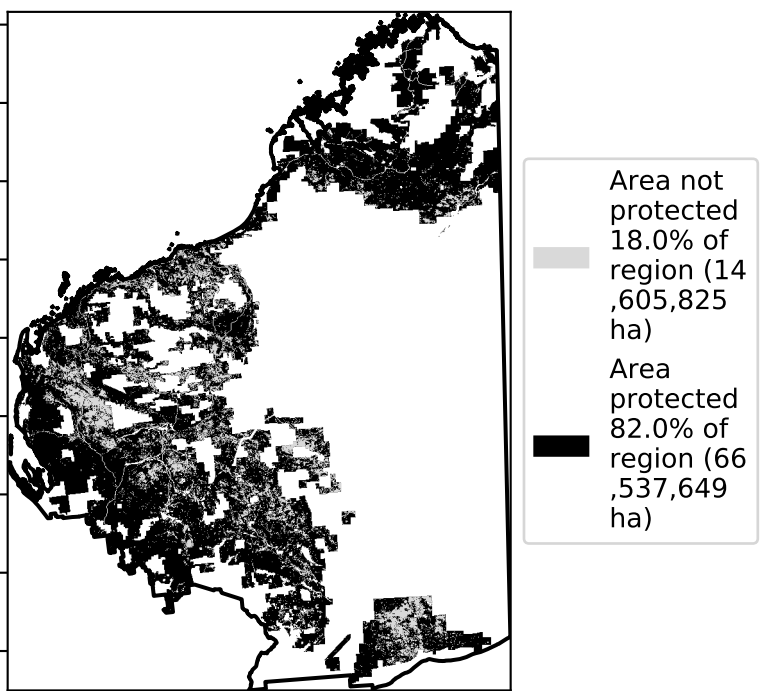 Area not
protected
18.0% of
region (14
,605,825
ha)
Area
protected
82.0% of
region (66
,537,649
ha)